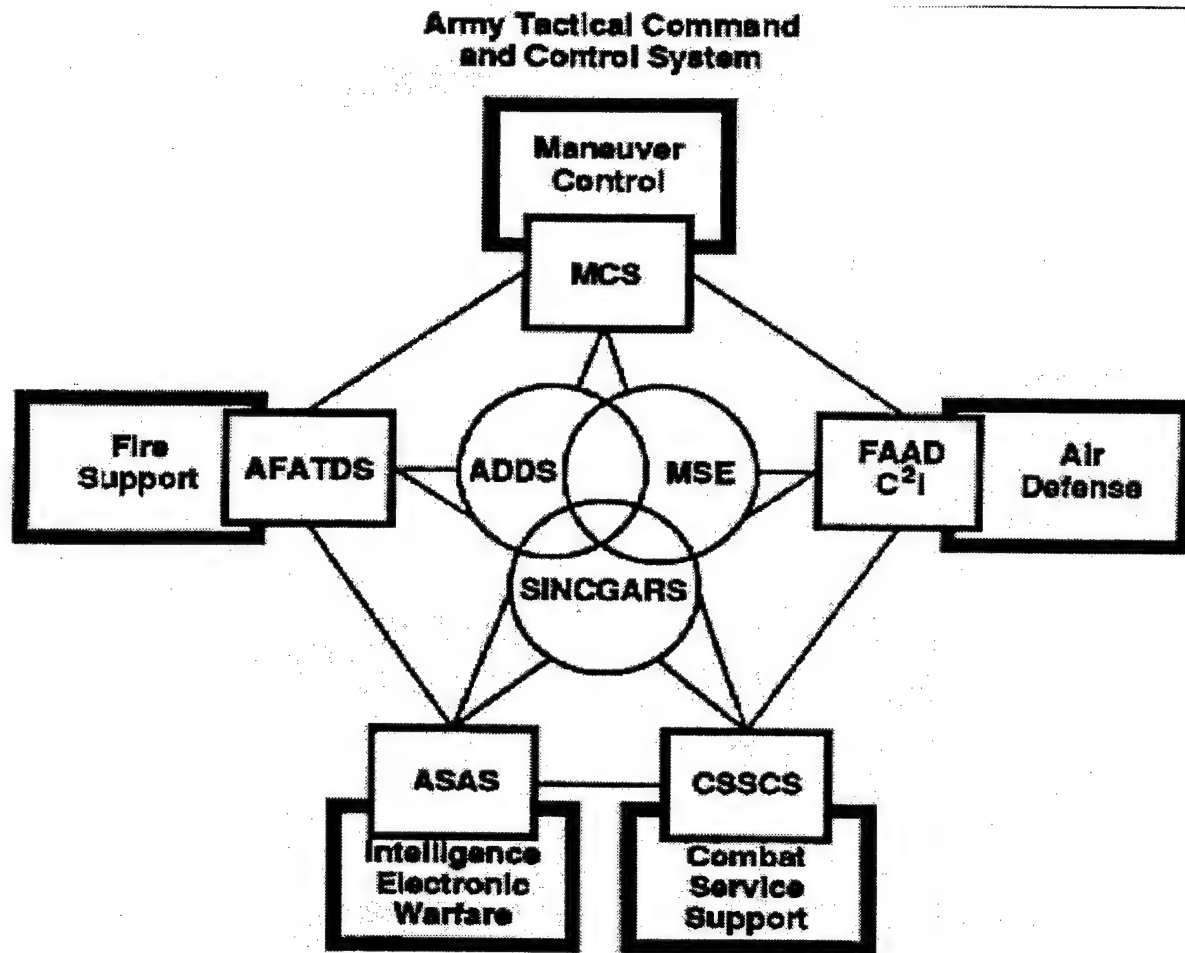 Army Tactical Command
and Control System
Maneuver
Control
MCS
Fire
Support
AFATDS
ADDS
MSE
FAAD
C²I
Air
Defense
SINCGARS
ASAS
CSSCS
Intelligence
Electronic
Warfare
Combat
Service
Support